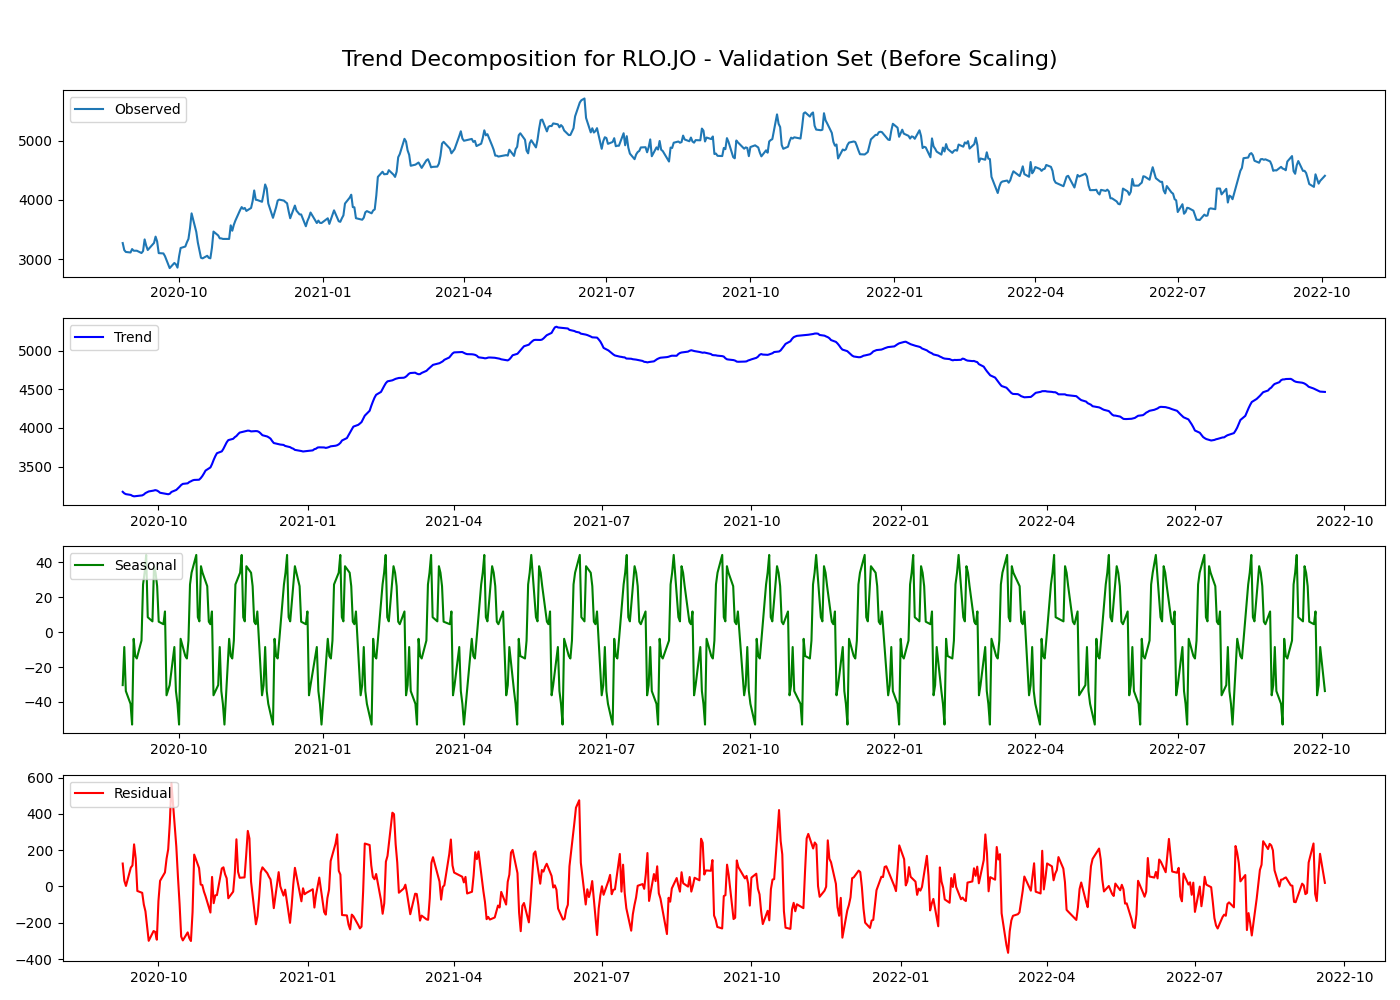 Trend Decomposition for RLO.JO - Validation Set (Before Scaling)
Observed
5000
4000
3000
2020-10 2021-01 2021-04 2021-07 2021-10 2022-01 2022-04 2022-07 2022-10
Trend
5000
4500
4000
3500
2020-10 2021-01 2021-04 2021-07 2021-10 2022-01 2022-04 2022-07 2022-10
Seasonal
40
20
0
−20
−40
2020-10 2021-01 2021-04 2021-07 2021-10 2022-01 2022-04 2022-07 2022-10
600
Residual
400
200
0
−200
−400
2020-10 2021-01 2021-04 2021-07 2021-10 2022-01 2022-04 2022-07 2022-10